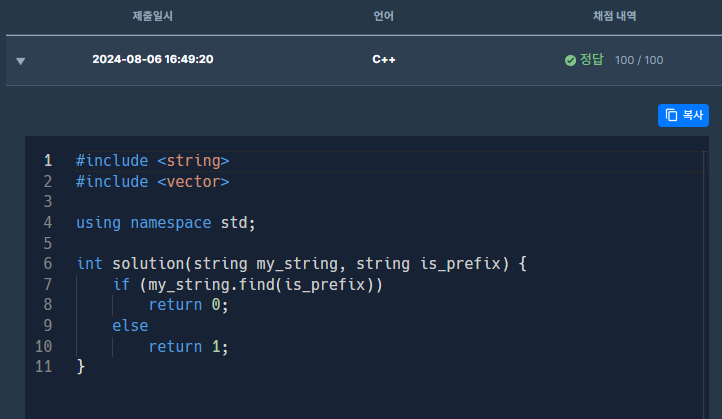 제출일시 언어 채점 내역
2024-08-06 16:49:20 C++ 정답 100 / 100
복사
1 #include <string>
2 #include <vector>
3
4 using namespace std;
5
6 int solution(string my_string, string is_prefix) {
7 if (my_string.find(is_prefix))
8 return 0;
9 else
10 return 1;
11 }